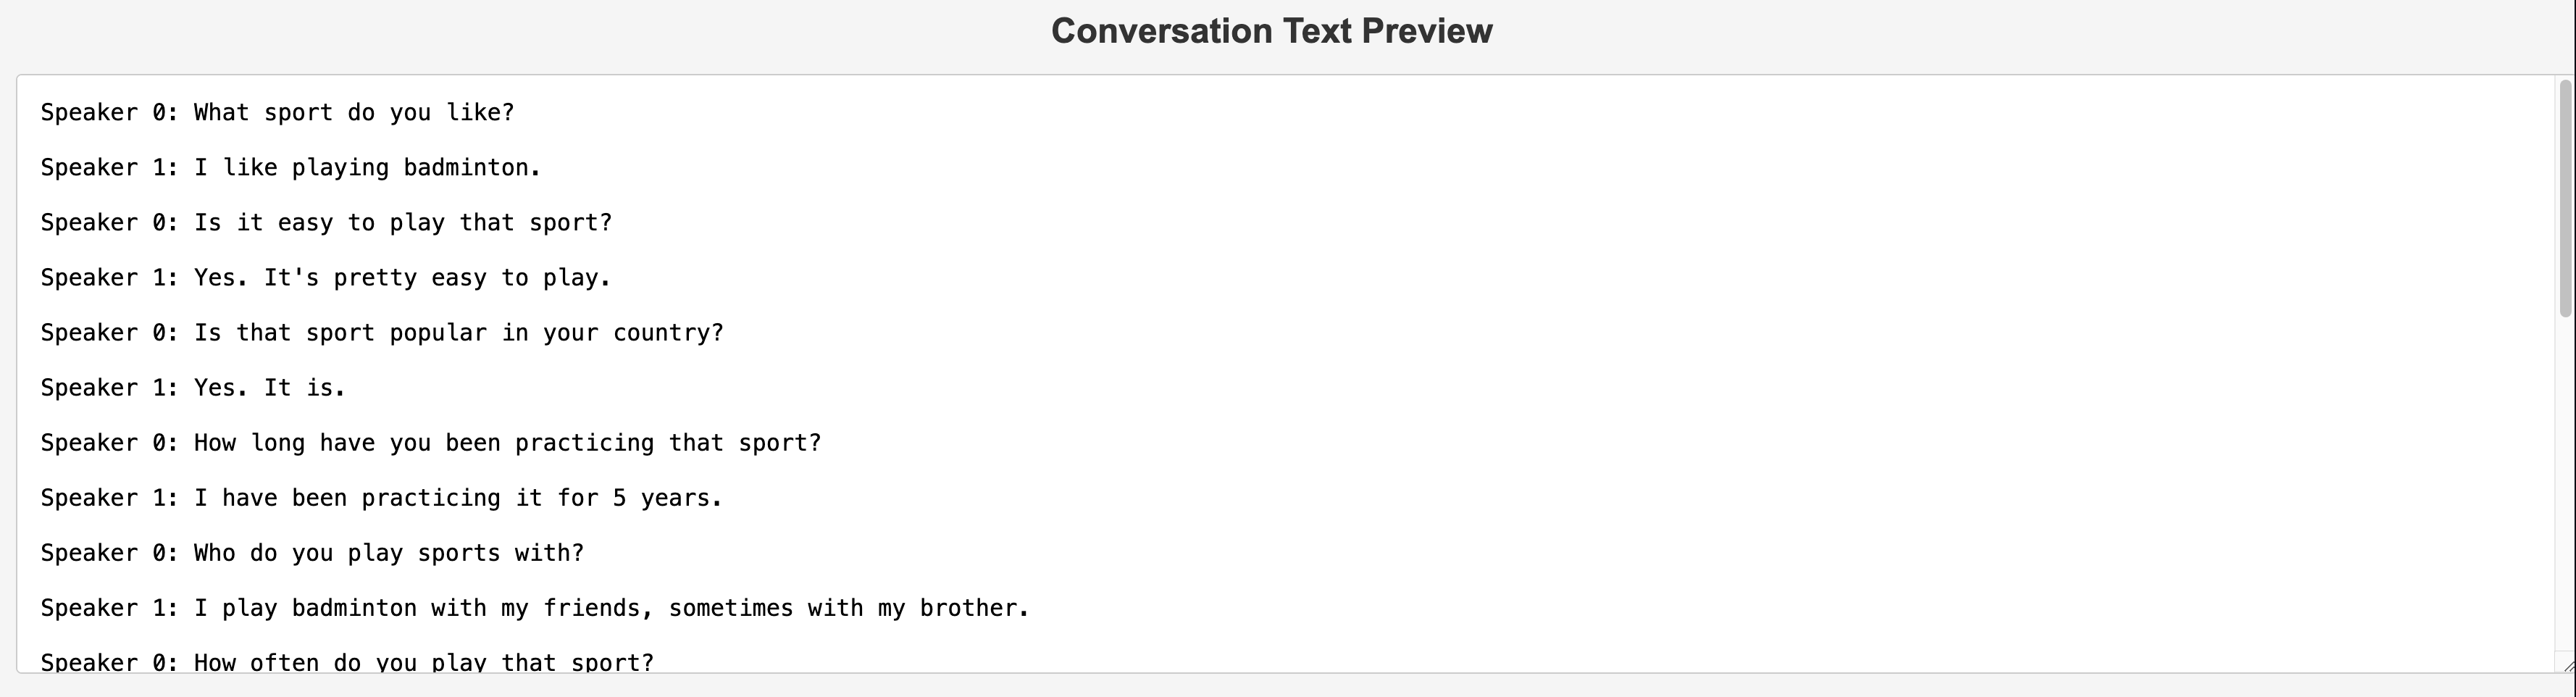 Conversation Text Preview
Speaker 0: What sport do you like?
Speaker 1: I like playing badminton.
Speaker 0: Is it easy to play that sport?
Speaker 1: Yes. It's pretty easy to play.
Speaker 0: Is that sport popular in your country?
Speaker 1: Yes. It is.
Speaker 0: How long have you been practicing that sport?
Speaker 1: I have been practicing it for 5 years.
Speaker 0: Who do you play sports with?
Speaker 1: I play badminton with my friends, sometimes with my brother.
Speaker 0: How often do you play that sport?